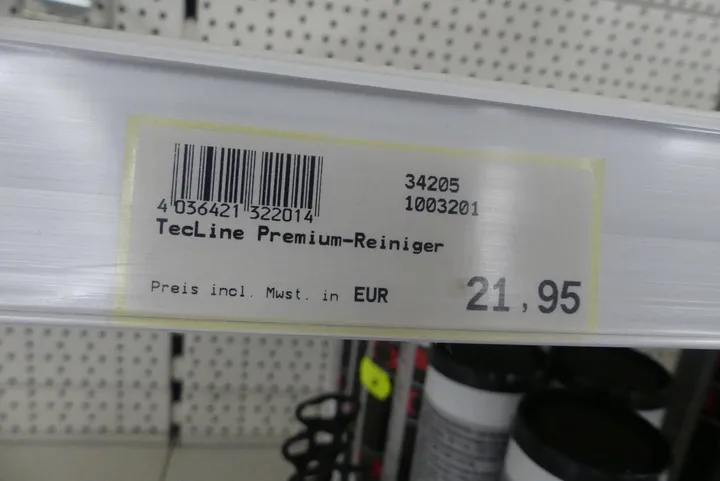 34205
4 036421 322014
1003201
TecLine Premium-Reiniger
Preis incl. Mwst. in EUR 21,95